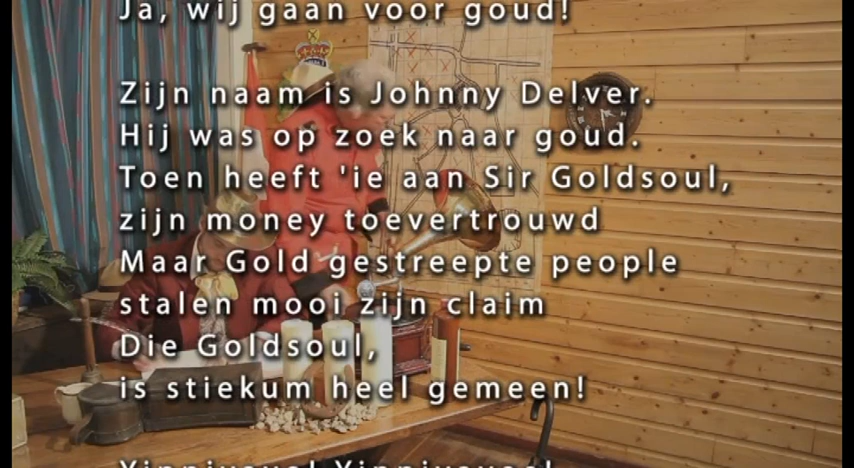 Ja, wij gaan voor goud!
Zijn naam is Johnny Delver.
Hij was op zoek naar goud.
Toen heeft 'ie aan Sir Goldsoul,
zijn money toevertrouwd
Maar Gold gestreepte people
stalen mooi zijn claim
Die Goldsoul,
is stiekum heel gemeen!